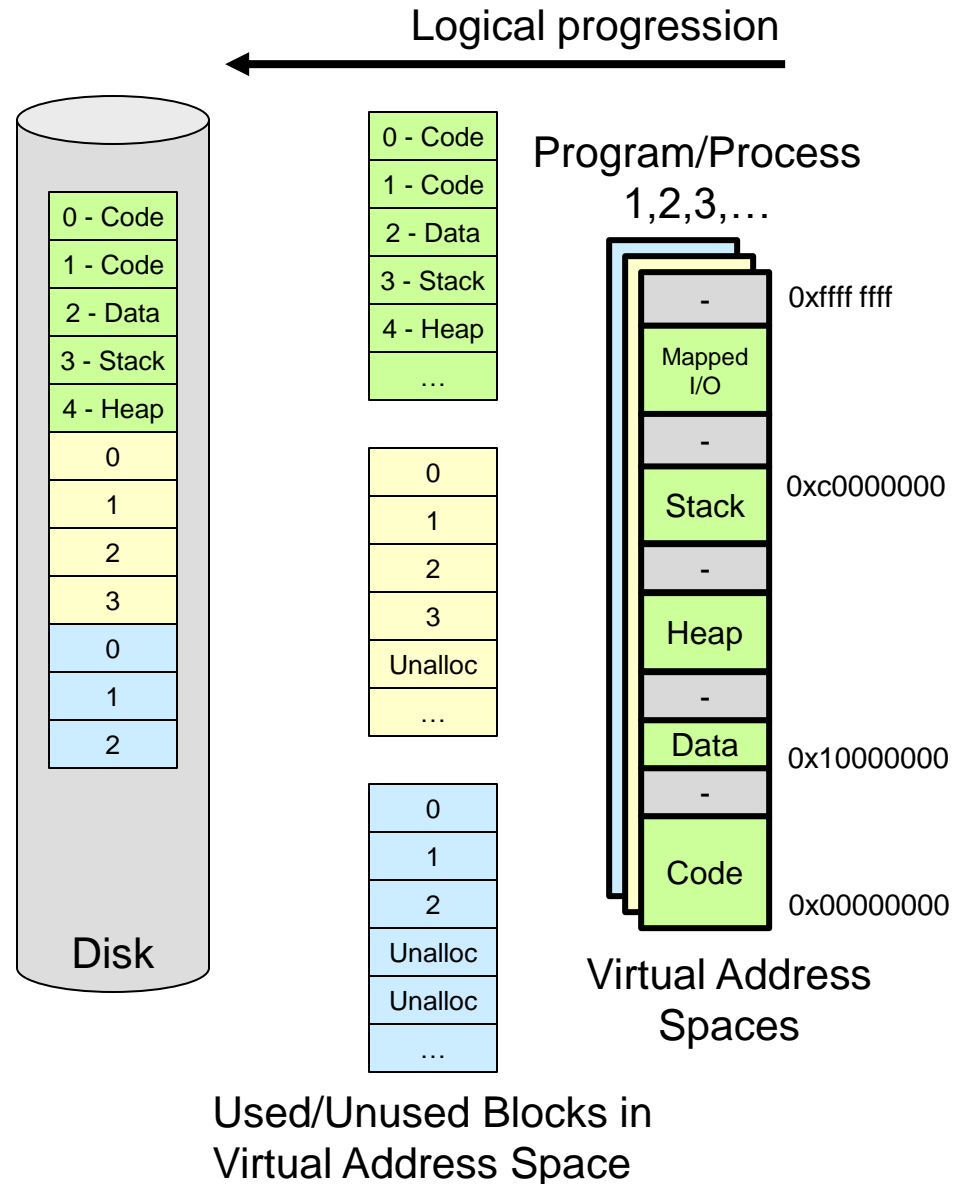 Logical progression
0 - Code
1 - Code
2 - Data
3 - Stack
4 - Heap
0
1
2
3
0
1
2
Disk
0 - Code
1 - Code
2 - Data
3 - Stack
4 - Heap
…
0
1
2
3
Unalloc
…
0
1
2
Unalloc
Unalloc
…
Used/Unused Blocks in
Virtual Address Space
Program/Process
1,2,3,…
-
0xffff ffff
Mapped
I/O
-
0xc0000000
Stack
-
Heap
-
Data
0x10000000
-
Code
0x00000000
Virtual Address
Spaces